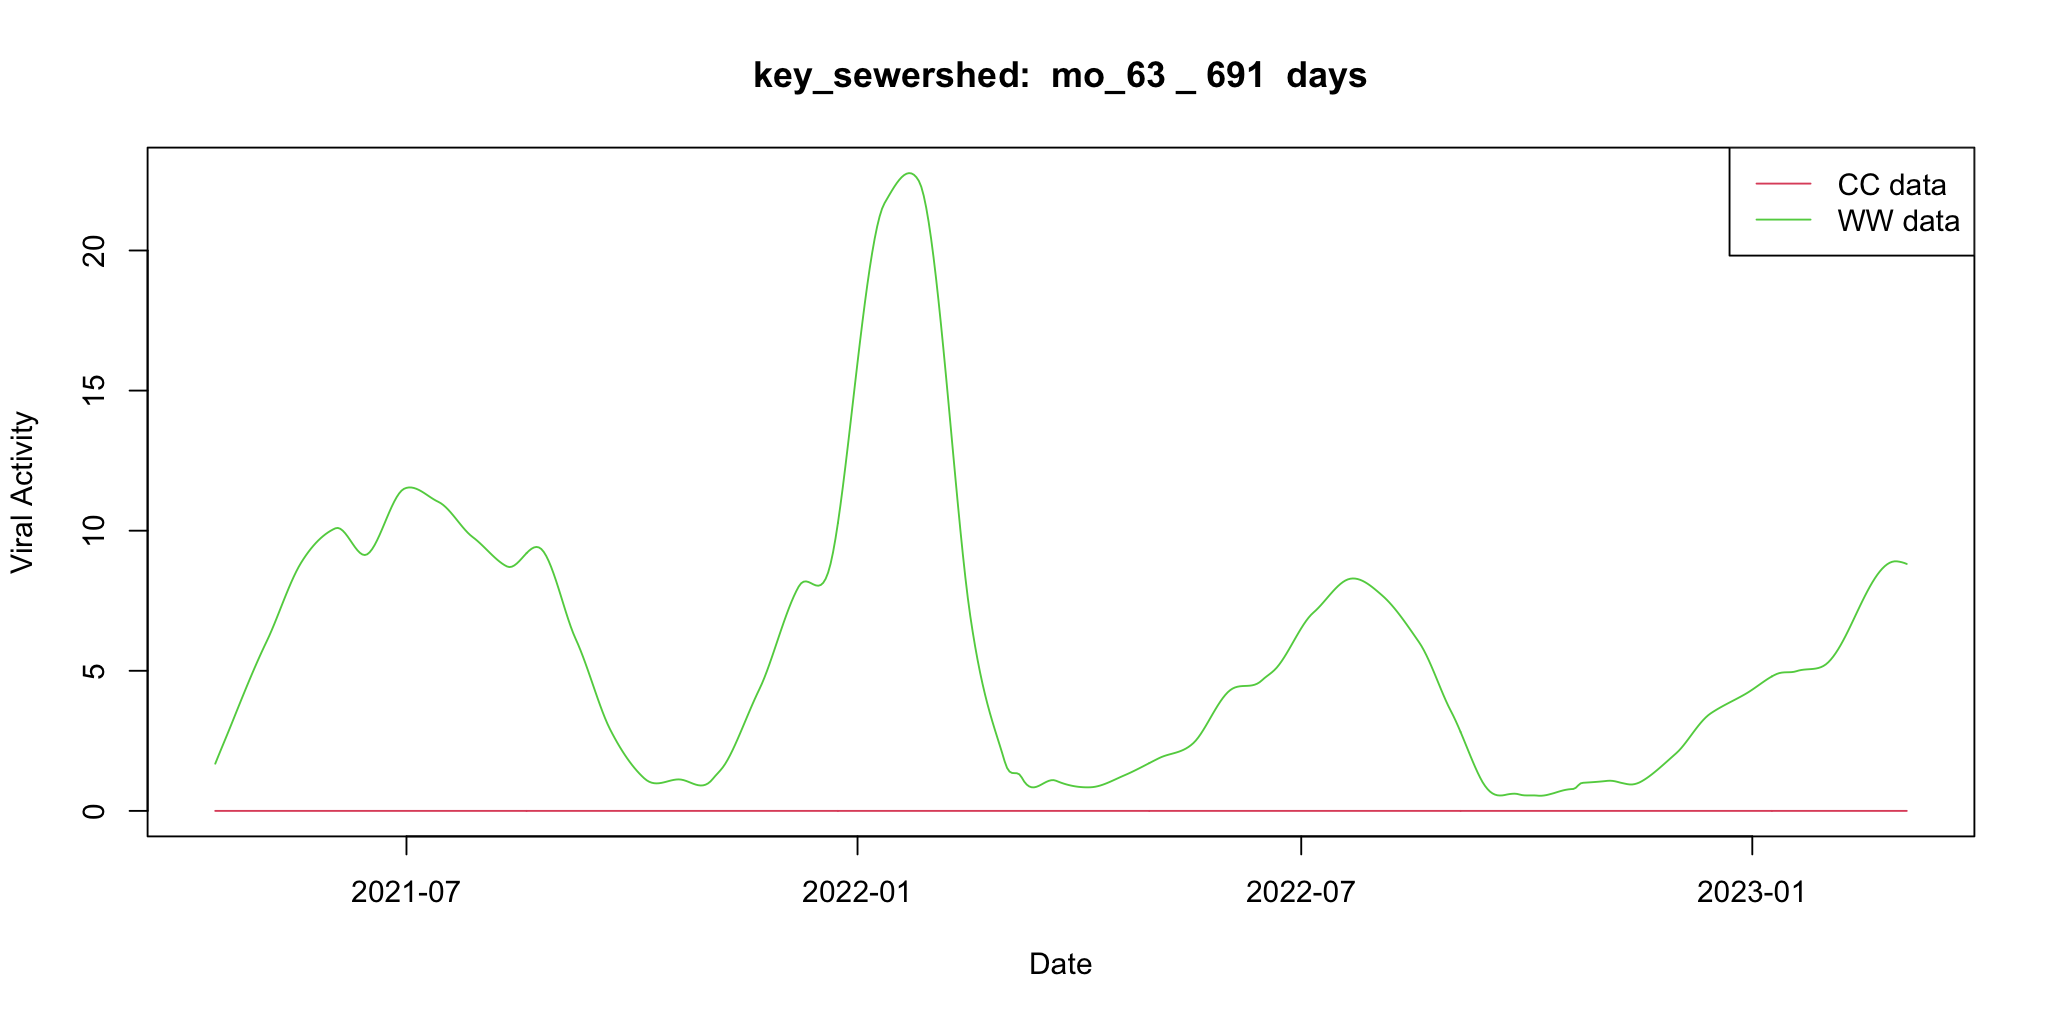 key_sewershed:  mo_63 _ 691  days
CC data
WW data
Viral Activity
20
15
10
5
0
2021-07
2022-01
2022-07
2023-01
Date